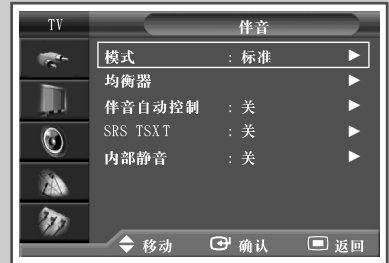 TV 伴音
模式 : 标准
均衡器
伴音自动控制 : 关
SRS TSXT : 关
内部静音 : 关
移动 确认 返回